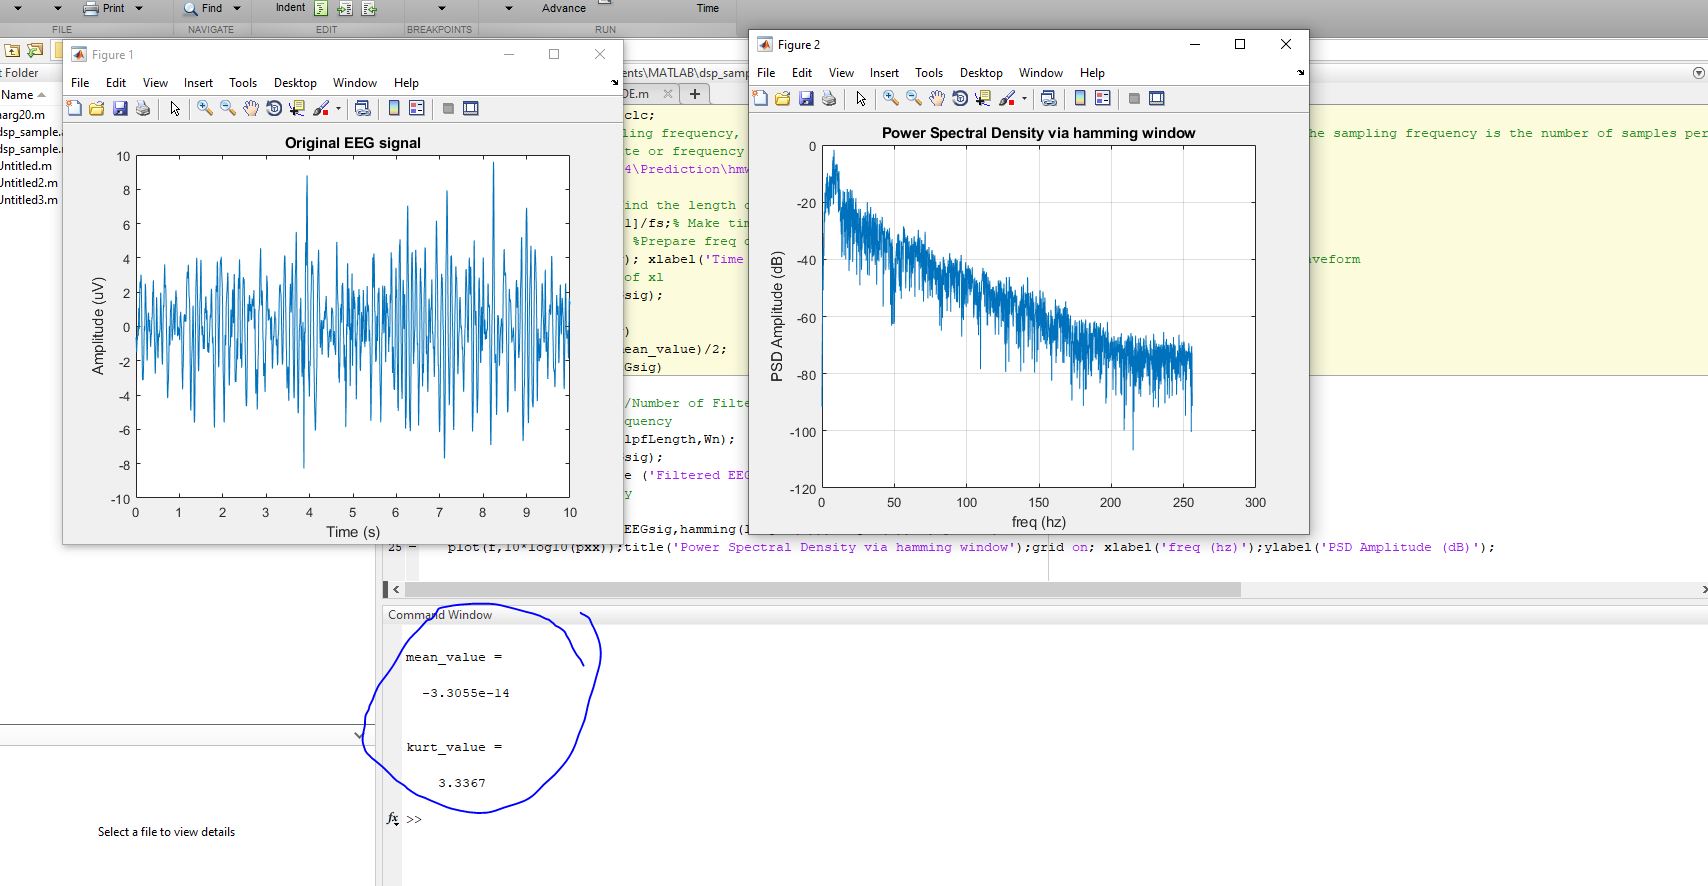 Print
Find
Indent
Advance
Time
FILE
NAVIGATE
EDIT
BREAKPOINTS
RUN
Folder
Name
arg20.m
dsp_sample.
dsp_sample.m
Untitled.m
Untitled2.m
Untitled3.m
Figure 1
File Edit View Insert Tools Desktop Window Help
Original EEG signal
10
8
6
4
2
0
-2
-4
-6
-8
-10
Amplitude (uV)
0 1 2 3 4 5 6 7 8 9 10
Time (s)
Figure 2
File Edit View Insert Tools Desktop Window Help
Power Spectral Density via hamming window
0
-20
-40
-60
-80
-100
-120
PSD Amplitude (dB)
0 50 100 150 200 250 300
freq (hz)
ents\MATLAB\dsp_samp
DE.m
clc;
ling frequency,
he sampling frequency is the number of samples per
te or frequency
4\Prediction\hmw
ind the length o
l]/fs;% Make tim
%Prepare freq
); xlabel('Time
aveform
of xl
sig);
)
ean_value)/2;
Gsig)
/Number of Filte
quency
lpfLength,Wn);
sig);
e ('Filtered EEG
y
EEGsig,hamming(l
25 plot(f,10*log10(pxx));title('Power Spectral Density via hamming window');grid on; xlabel('freq (hz)');ylabel('PSD Amplitude (dB)');
Command Window
mean_value =
-3.3055e-14
kurt_value =
3.3367
fx >>
Select a file to view details